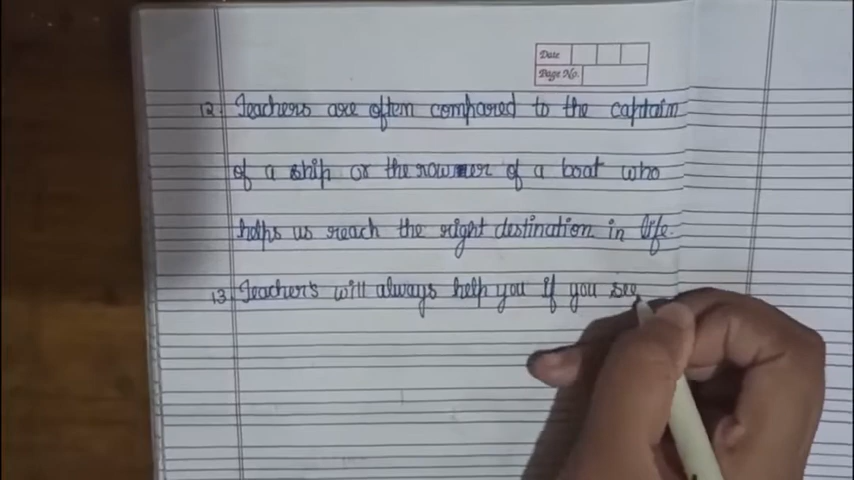 Date
Page No.
12. Teachers are often compared to the captain
of a ship or the rowner of a boat who
helps us reach the right destination in life.
13. Teacher's will always help you if you see